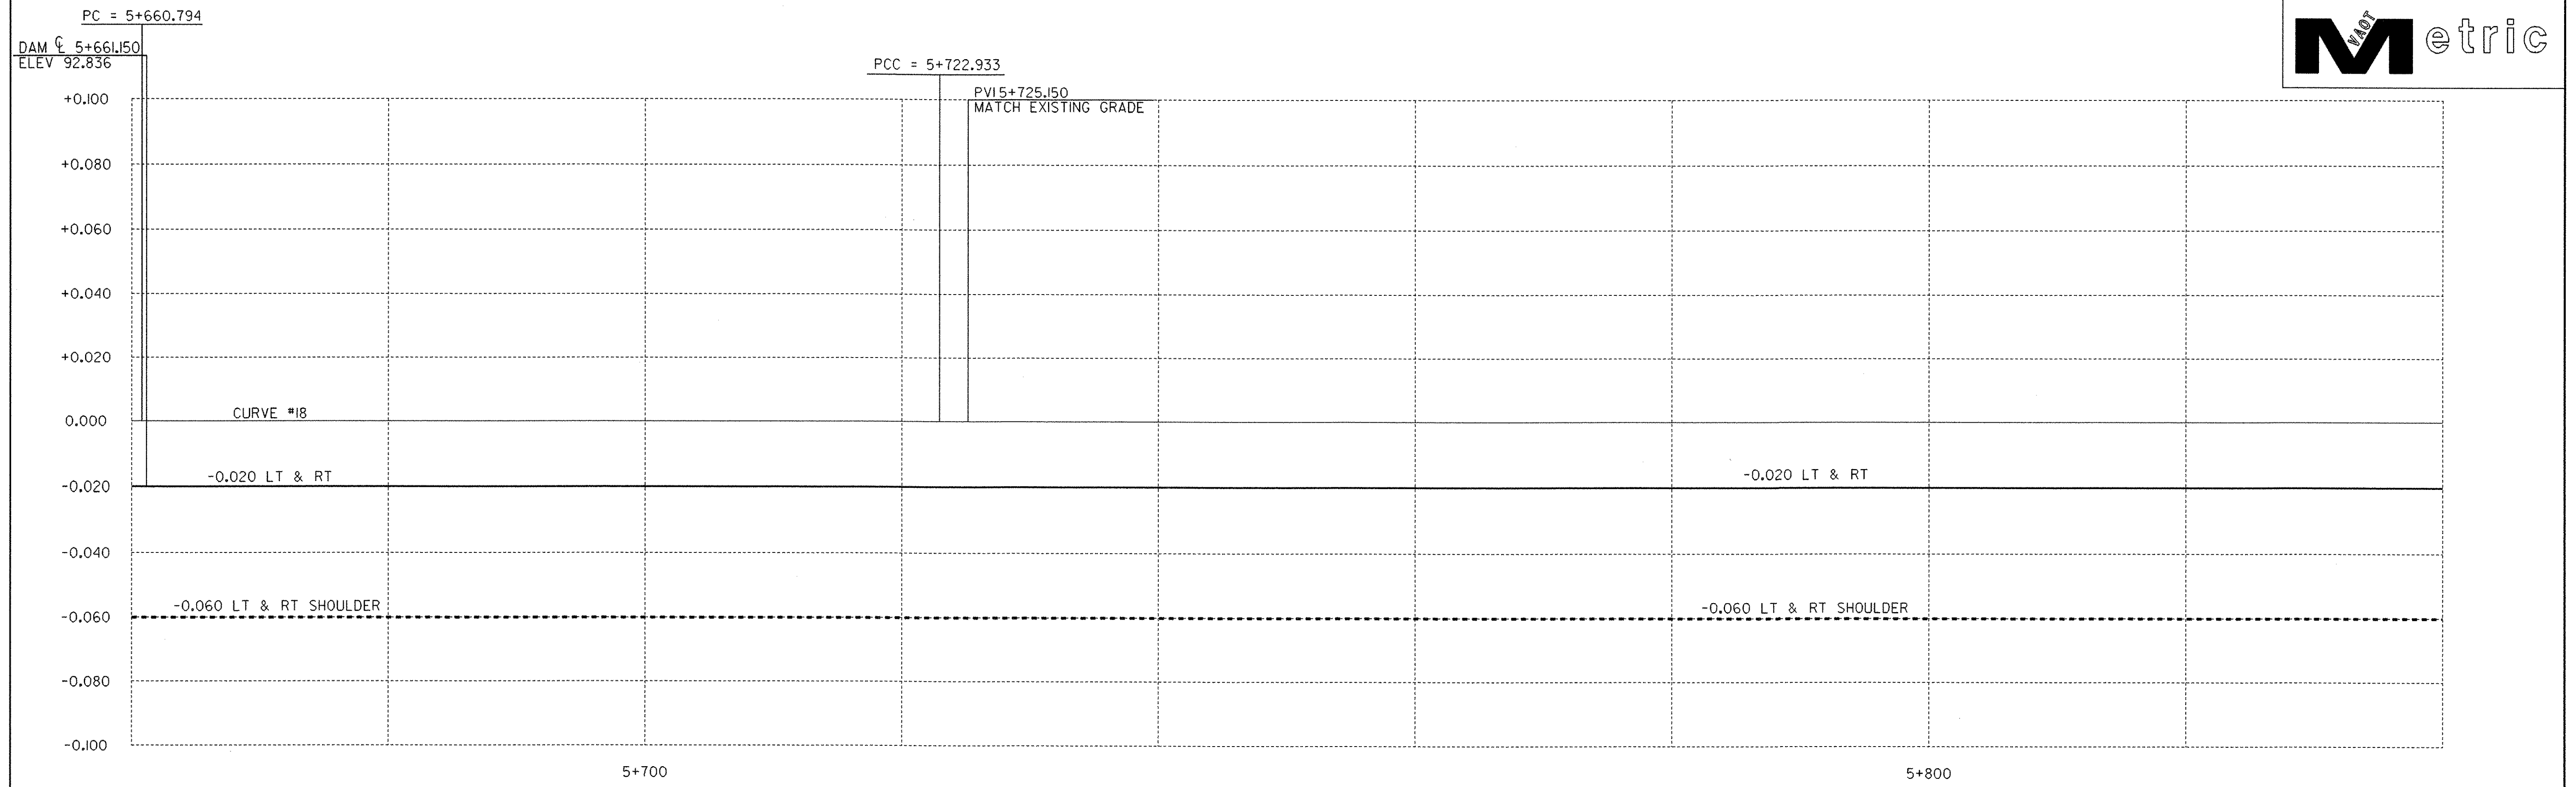 PC = 5+660.794
DAM ℄ 5+661.150
ELEV 92.836
PCC = 5+722.933
PVI 5+725.150
MATCH EXISTING GRADE
VAOT
Metric
+0.100
+0.080
+0.060
+0.040
+0.020
CURVE #18
0.000
-0.020 LT & RT
-0.020 LT & RT
-0.020
-0.040
-0.060 LT & RT SHOULDER
-0.060 LT & RT SHOULDER
-0.060
-0.080
-0.100
5+700
5+800